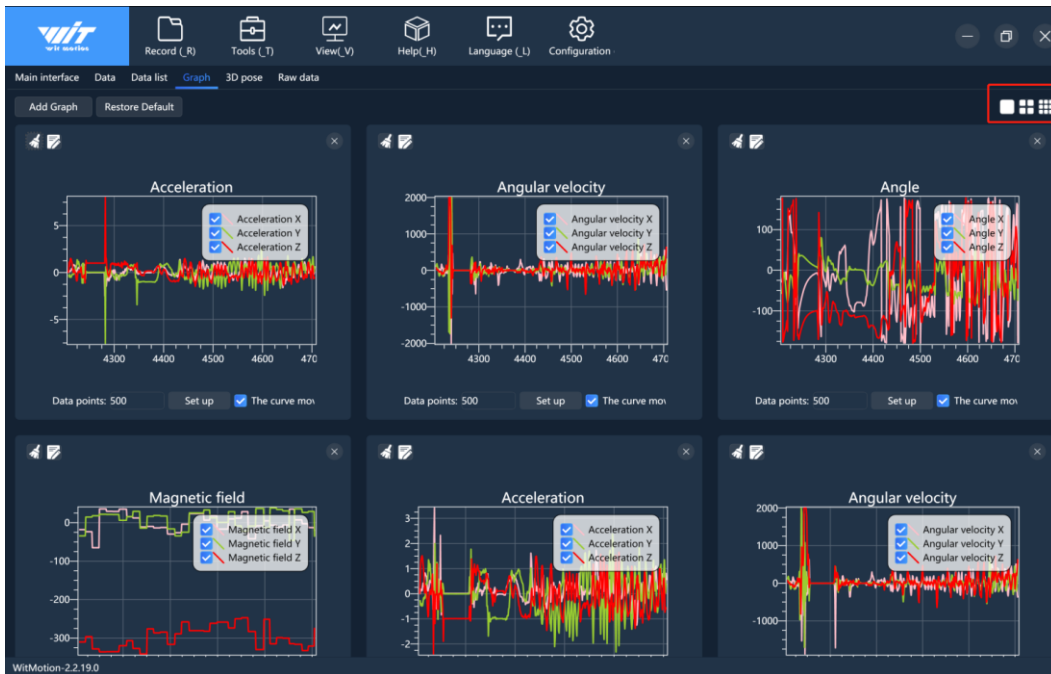 WIT
wit motion
Record (_R)
Tools (_T)
View(_V)
Help(_H)
Language (_L)
Configuration
Main interface Data Data list Graph 3D pose Raw data
Add Graph Restore Default
Acceleration
Acceleration X
Acceleration Y
Acceleration Z
5
0
-5
4300 4400 4500 4600 470
Data points: 500 Set up The curve mov
Angular velocity
Angular velocity X
Angular velocity Y
Angular velocity Z
2000
1000
0
-1000
-2000
4300 4400 4500 4600 470
Data points: 500 Set up The curve mov
Angle
Angle X
Angle Y
Angle Z
100
0
-100
4300 4400 4500 4600 470
Data points: 500 Set up The curve mov
Magnetic field
Magnetic field X
Magnetic field Y
Magnetic field Z
0
-100
-200
-300
Acceleration
Acceleration X
Acceleration Y
Acceleration Z
3
2
1
0
-1
-2
Angular velocity
Angular velocity X
Angular velocity Y
Angular velocity Z
2000
1000
0
-1000
WitMotion-2.2.19.0